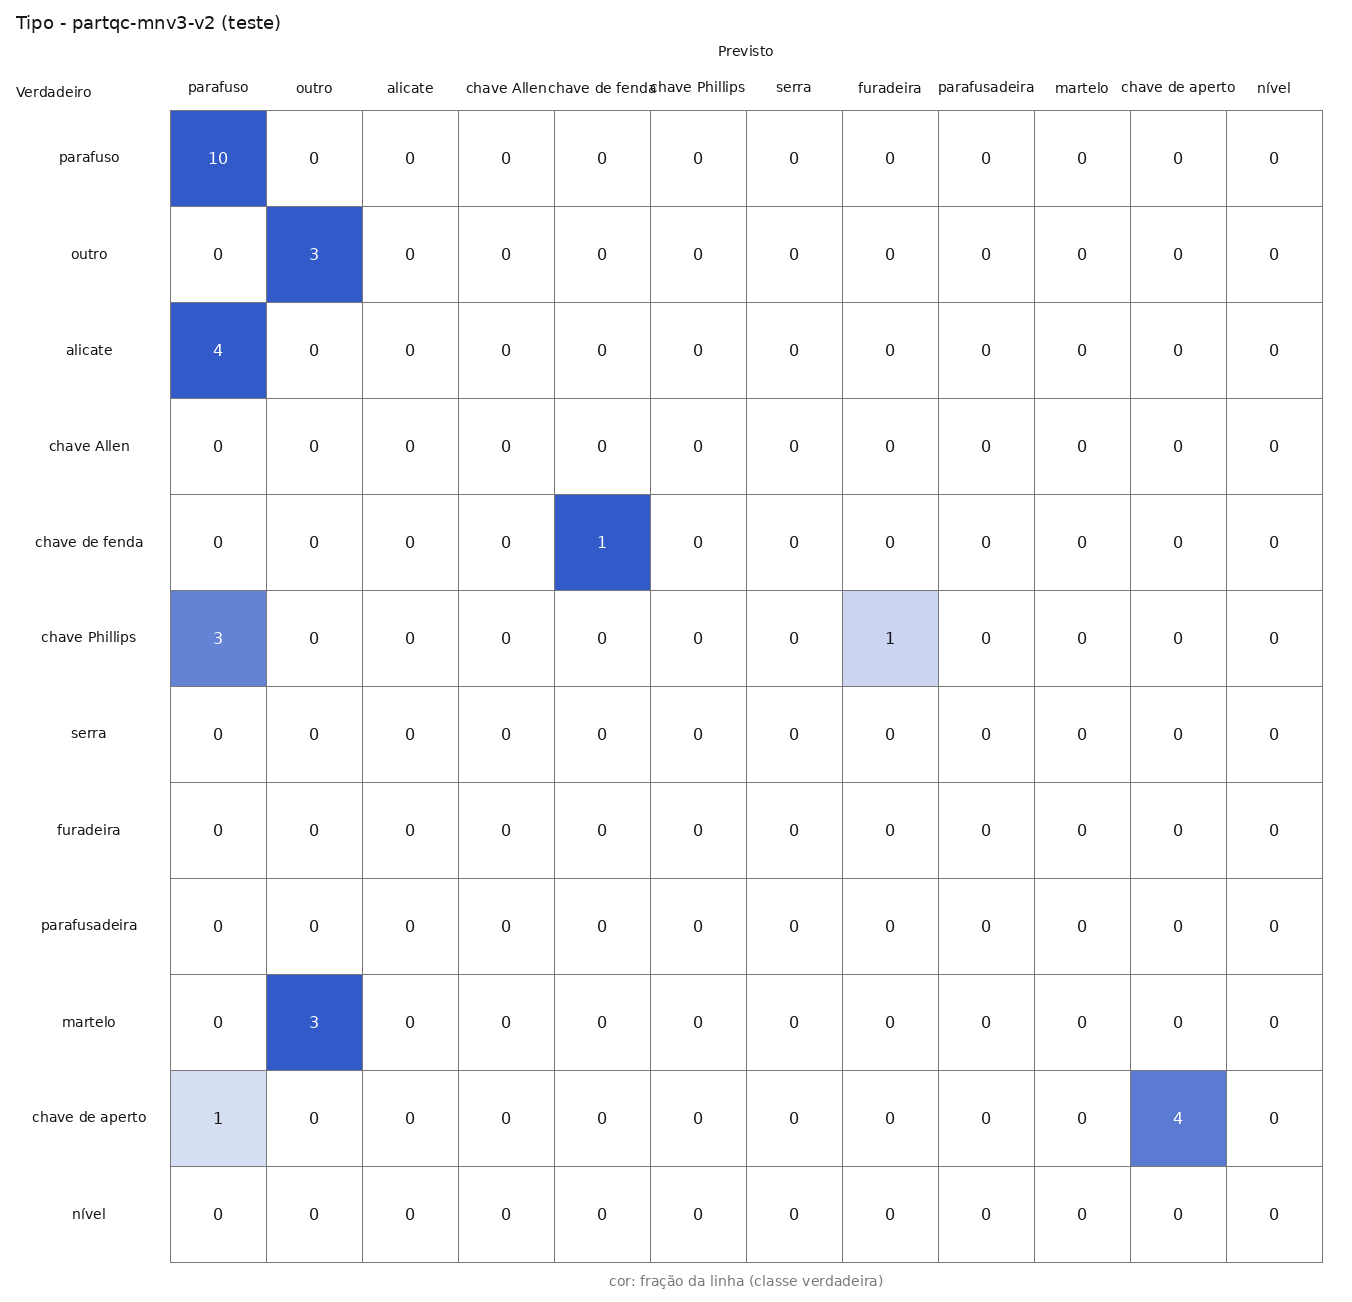 Tipo - partqc-mnv3-v2 (teste)
Previsto
Verdadeiro parafuso outro alicate chave Allen chave de fenda chave Phillips serra furadeira parafusadeira martelo chave de aperto nível
parafuso 10 0 0 0 0 0 0 0 0 0 0 0
outro 0 3 0 0 0 0 0 0 0 0 0 0
alicate 4 0 0 0 0 0 0 0 0 0 0 0
chave Allen 0 0 0 0 0 0 0 0 0 0 0 0
chave de fenda 0 0 0 0 1 0 0 0 0 0 0 0
chave Phillips 3 0 0 0 0 0 0 1 0 0 0 0
serra 0 0 0 0 0 0 0 0 0 0 0 0
furadeira 0 0 0 0 0 0 0 0 0 0 0 0
parafusadeira 0 0 0 0 0 0 0 0 0 0 0 0
martelo 0 3 0 0 0 0 0 0 0 0 0 0
chave de aperto 1 0 0 0 0 0 0 0 0 0 4 0
nível 0 0 0 0 0 0 0 0 0 0 0 0
cor: fração da linha (classe verdadeira)